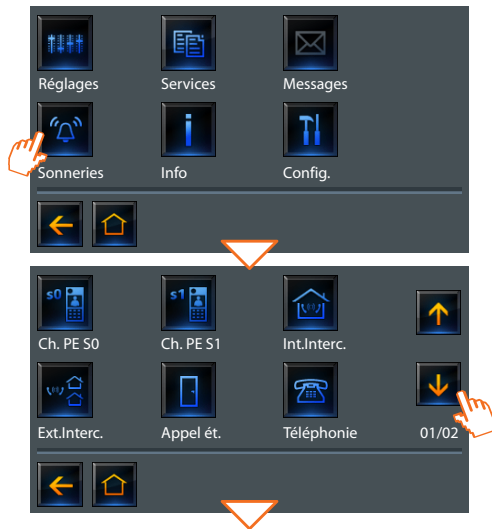 Réglages Services Messages
Sonneries Info Config.
s0 s1
Ch. PE S0 Ch. PE S1 Int.Interc.
Ext.Interc. Appel ét. Téléphonie 01/02